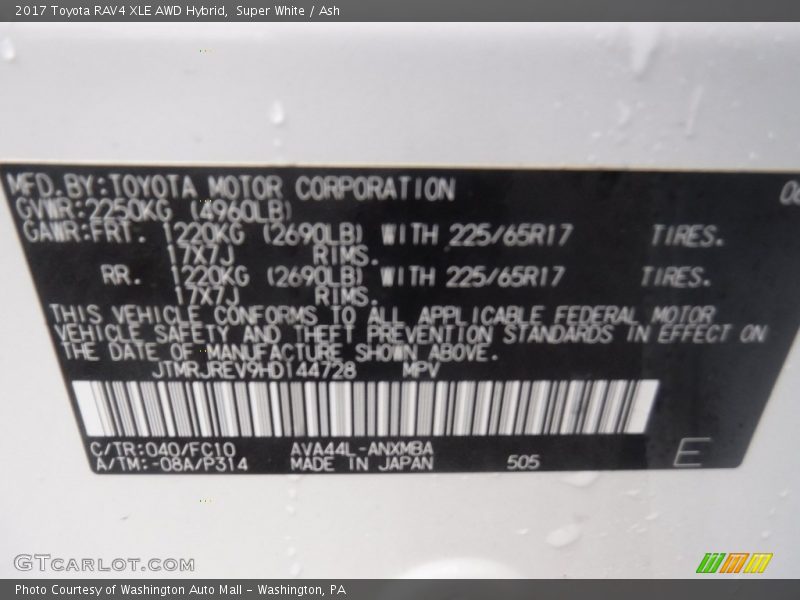 2017 Toyota RAV4 XLE AWD Hybrid, Super White / Ash
MFD.BY:TOYOTA MOTOR CORPORATION
GVWR:2250KG (4960LB)
GAWR:FRT. 1220KG (2690LB) WITH 225/65R17 TIRES.
17X7J RIMS.
RR. 1220KG (2690LB) WITH 225/65R17 TIRES.
17X7J RIMS.
THIS VEHICLE CONFORMS TO ALL APPLICABLE FEDERAL MOTOR
VEHICLE SAFETY AND THEFT PREVENTION STANDARDS IN EFFECT ON
THE DATE OF MANUFACTURE SHOWN ABOVE.
JTMRJREV9HD144728 MPV
C/TR:040/FC10 AVA44L-ANXMBA
A/TM:-08A/P314 MADE IN JAPAN 505 E
GTCARLOT.COM
Photo Courtesy of Washington Auto Mall - Washington, PA